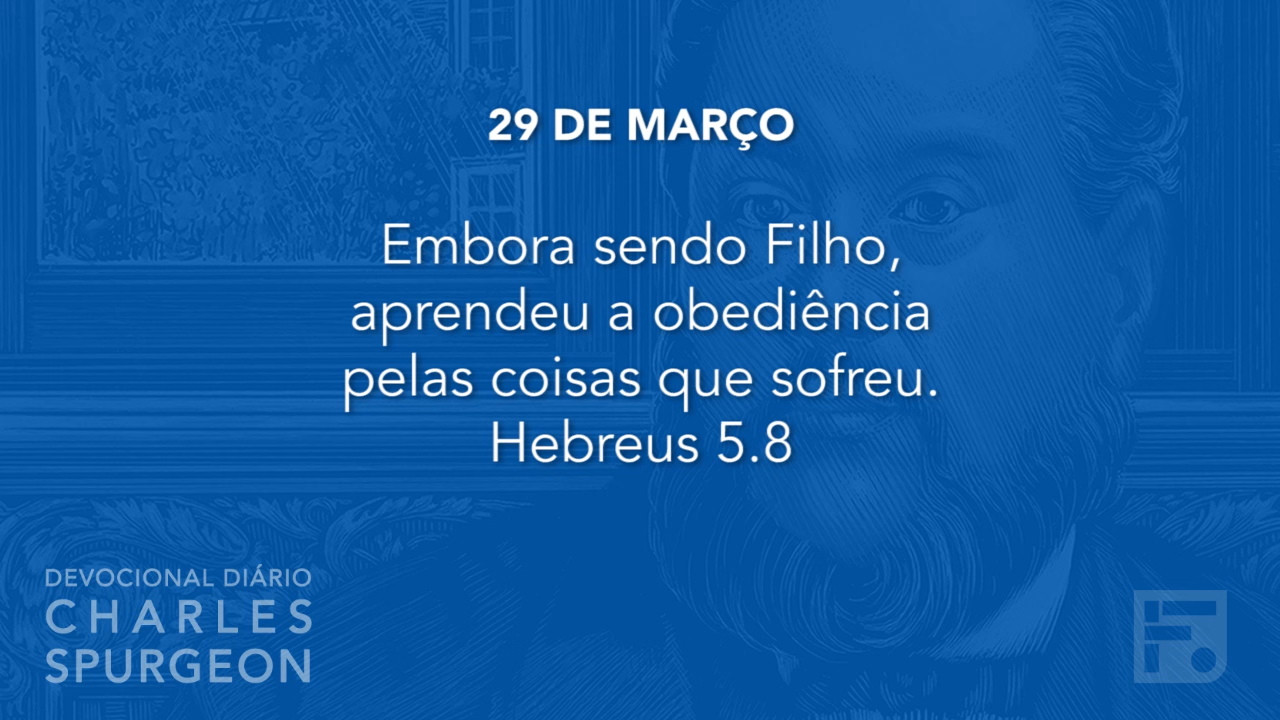 29 DE MARÇO
Embora sendo Filho,
aprendeu a obediência
pelas coisas que sofreu.
Hebreus 5.8
DEVOCIONAL DIÁRIO
CHARLES
SPURGEON